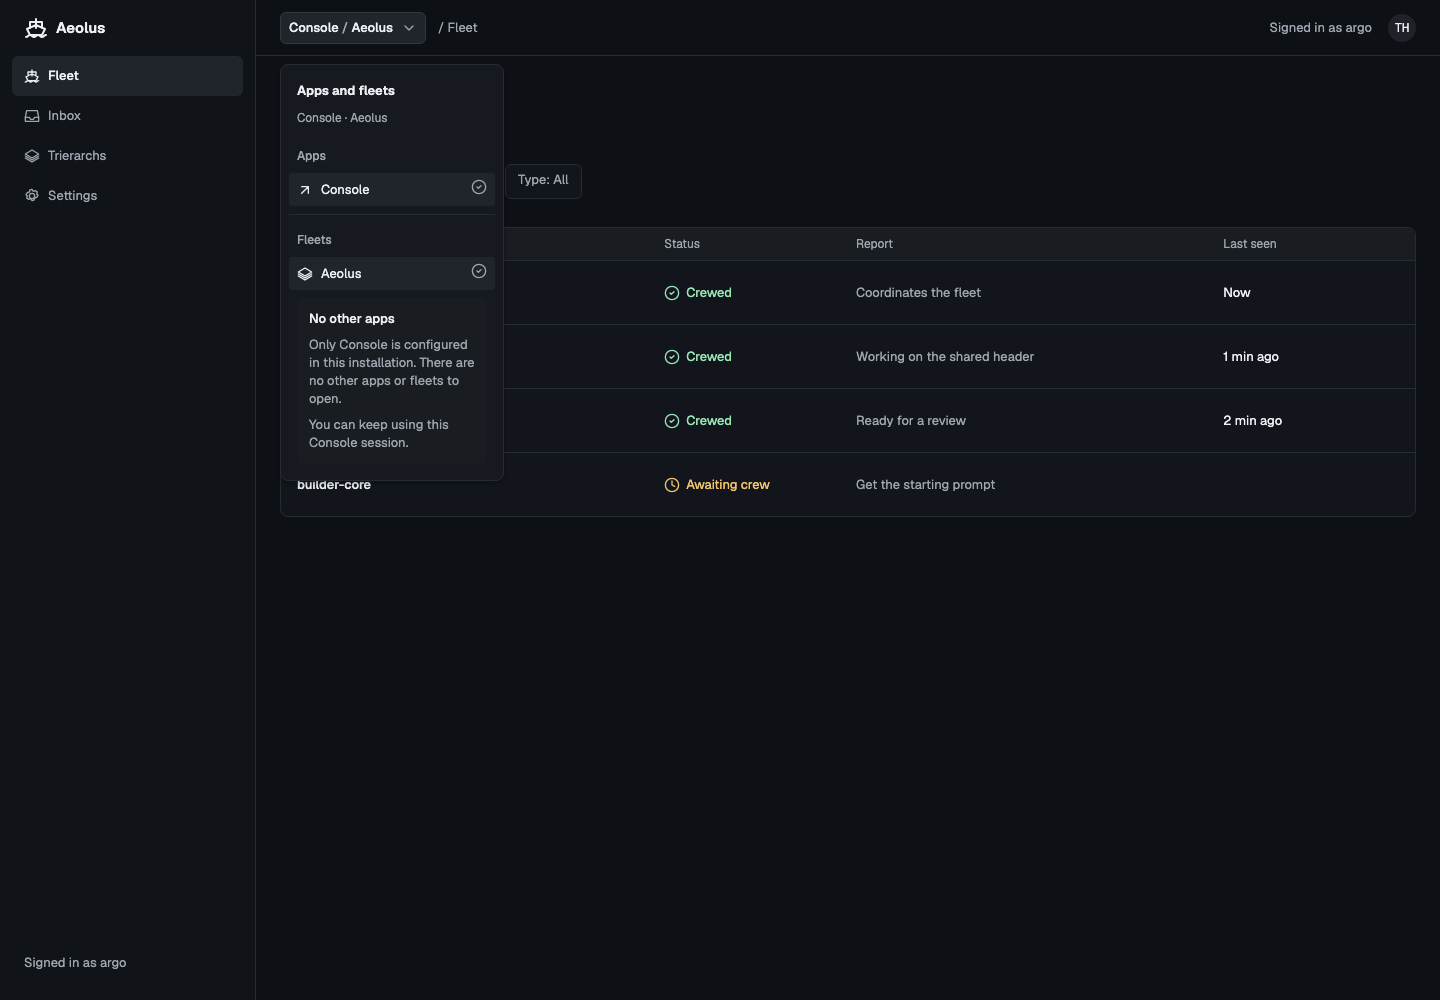 Aeolus
Console / Aeolus
/ Fleet
Signed in as argo
TH
Fleet
Inbox
Trierarchs
Settings
Apps and fleets
Console · Aeolus
Apps
Console
Fleets
Aeolus
No other apps
Only Console is configured
in this installation. There are
no other apps or fleets to
open.
You can keep using this
Console session.
Type: All
Status
Report
Last seen
Crewed
Coordinates the fleet
Now
Crewed
Working on the shared header
1 min ago
Crewed
Ready for a review
2 min ago
builder-core
Awaiting crew
Get the starting prompt
Signed in as argo